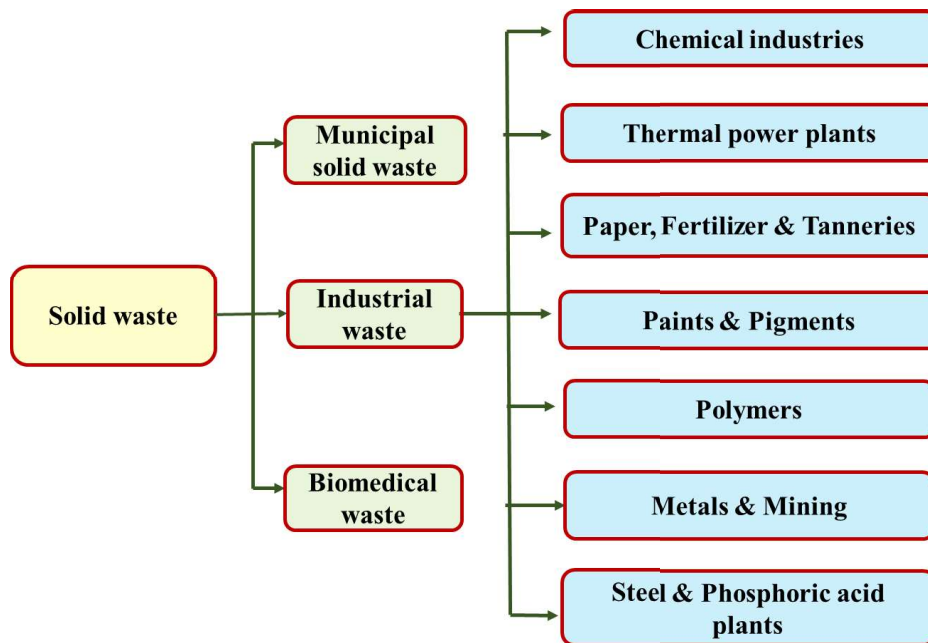 Solid waste
Municipal
solid waste
Industrial
waste
Biomedical
waste
Chemical industries
Thermal power plants
Paper, Fertilizer & Tanneries
Paints & Pigments
Polymers
Metals & Mining
Steel & Phosphoric acid
plants